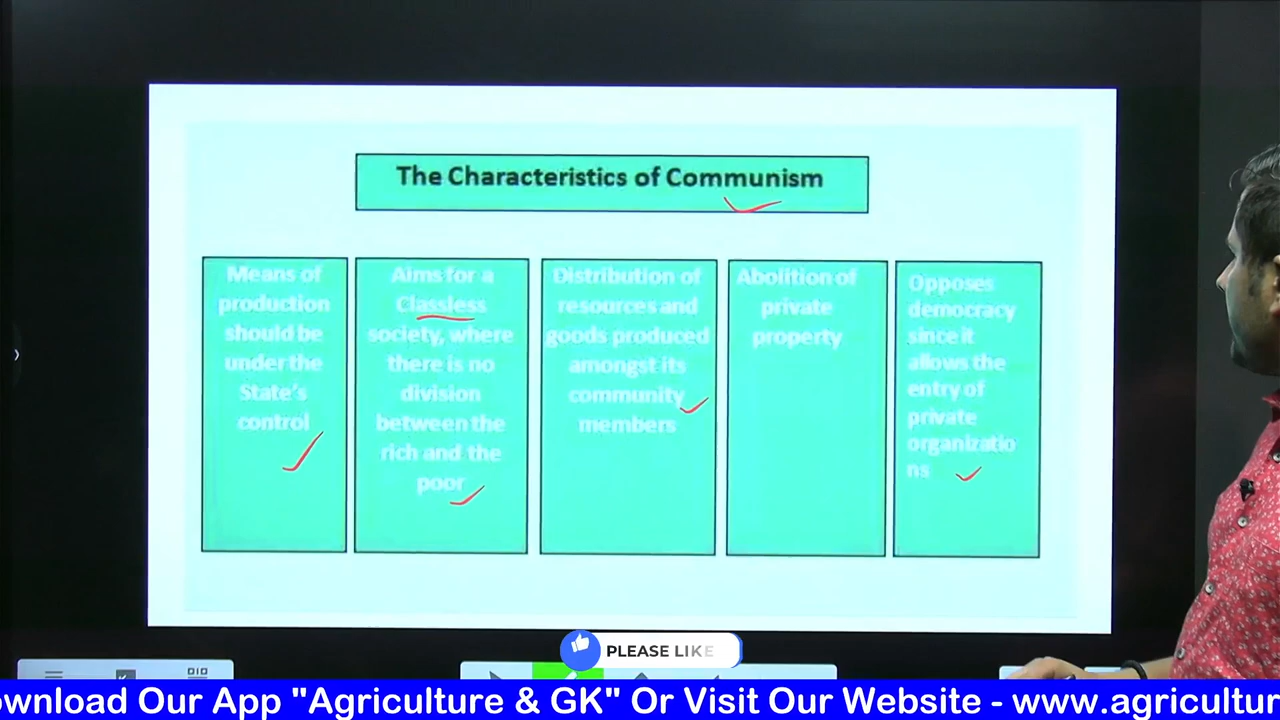 The Characteristics of Communism
Means of
production
should be
under the
State's
control
Aims for a
Classless
society, where
there is no
division
between the
rich and the
poor
Distribution of
resources and
goods produced
amongst its
community
members
Abolition of
private
property
Opposes
democracy
since it
allows the
entry of
private
organizatio
ns
PLEASE LIKE
ownload Our App "Agriculture & GK" Or Visit Our Website - www.agricultur